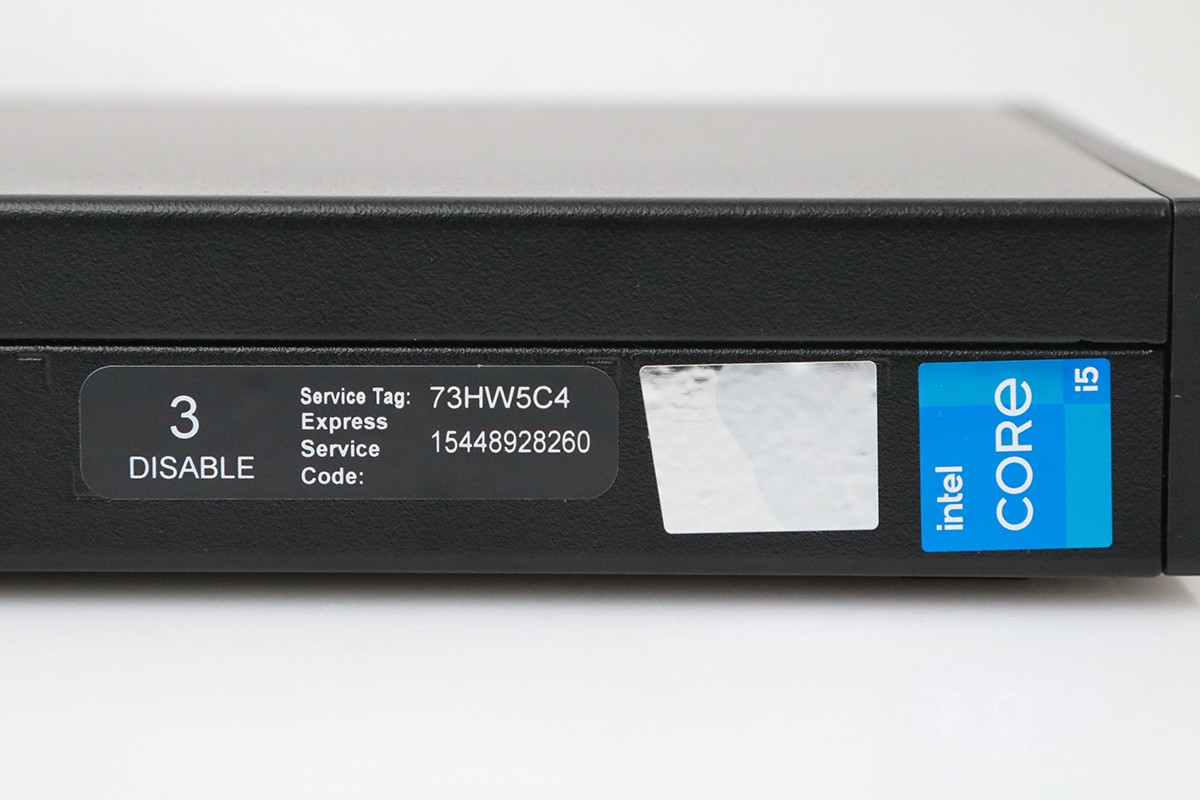 3
DISABLE
Service Tag: 73HW5C4
Express
Service
Code:
15448928260
intel
CORE
i5